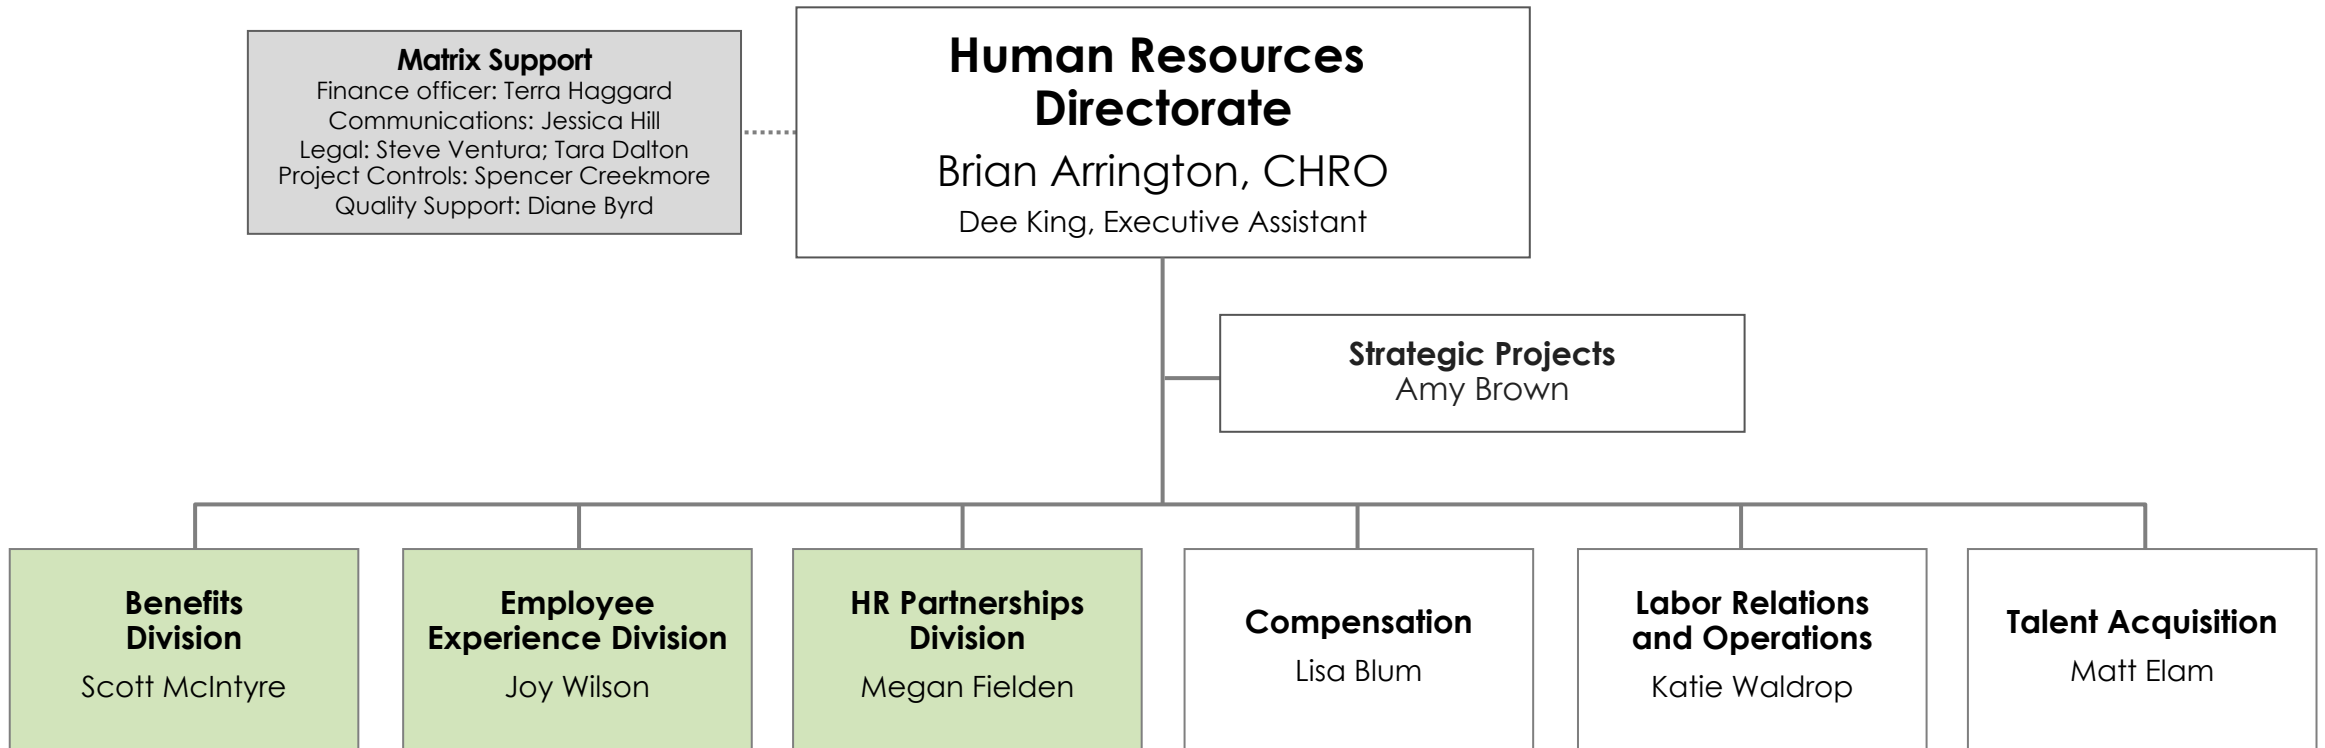 Matrix Support
Finance officer: Terra Haggard
Communications: Jessica Hill
Legal: Steve Ventura; Tara Dalton
Project Controls: Spencer Creekmore
Quality Support: Diane Byrd
Human Resources
Directorate
Brian Arrington, CHRO
Dee King, Executive Assistant
Strategic Projects
Amy Brown
Benefits
Division
Scott McIntyre
Employee
Experience Division
Joy Wilson
HR Partnerships
Division
Megan Fielden
Compensation
Lisa Blum
Labor Relations
and Operations
Katie Waldrop
Talent Acquisition
Matt Elam